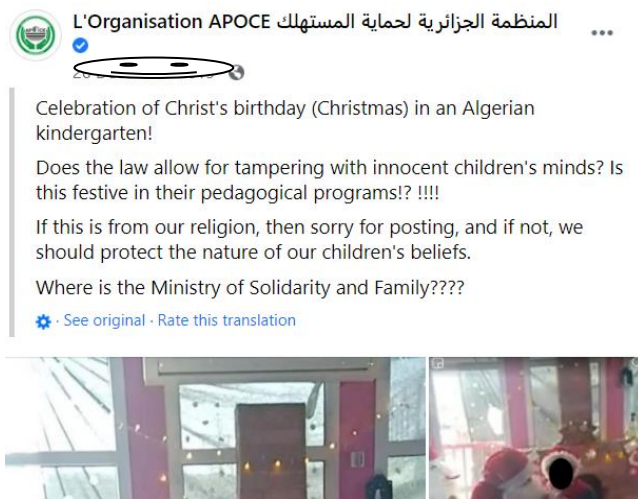 L'Organisation APOCE المنظمة الجزائرية لحماية المستهلك
Celebration of Christ's birthday (Christmas) in an Algerian
kindergarten!
Does the law allow for tampering with innocent children's minds? Is
this festive in their pedagogical programs!? !!!!
If this is from our religion, then sorry for posting, and if not, we
should protect the nature of our children's beliefs.
Where is the Ministry of Solidarity and Family????
· See original · Rate this translation